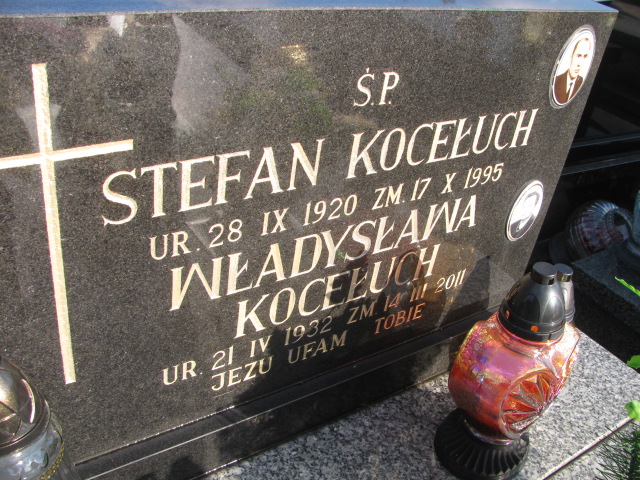 Ś.P.
STEFAN KOCEŁUCH
UR. 28 IX 1920 ZM. 17 X 1995
WŁADYSŁAWA
KOCEŁUCH
UR. 21 IV 1932 ZM. 14 III 2011
JEZU UFAM TOBIE